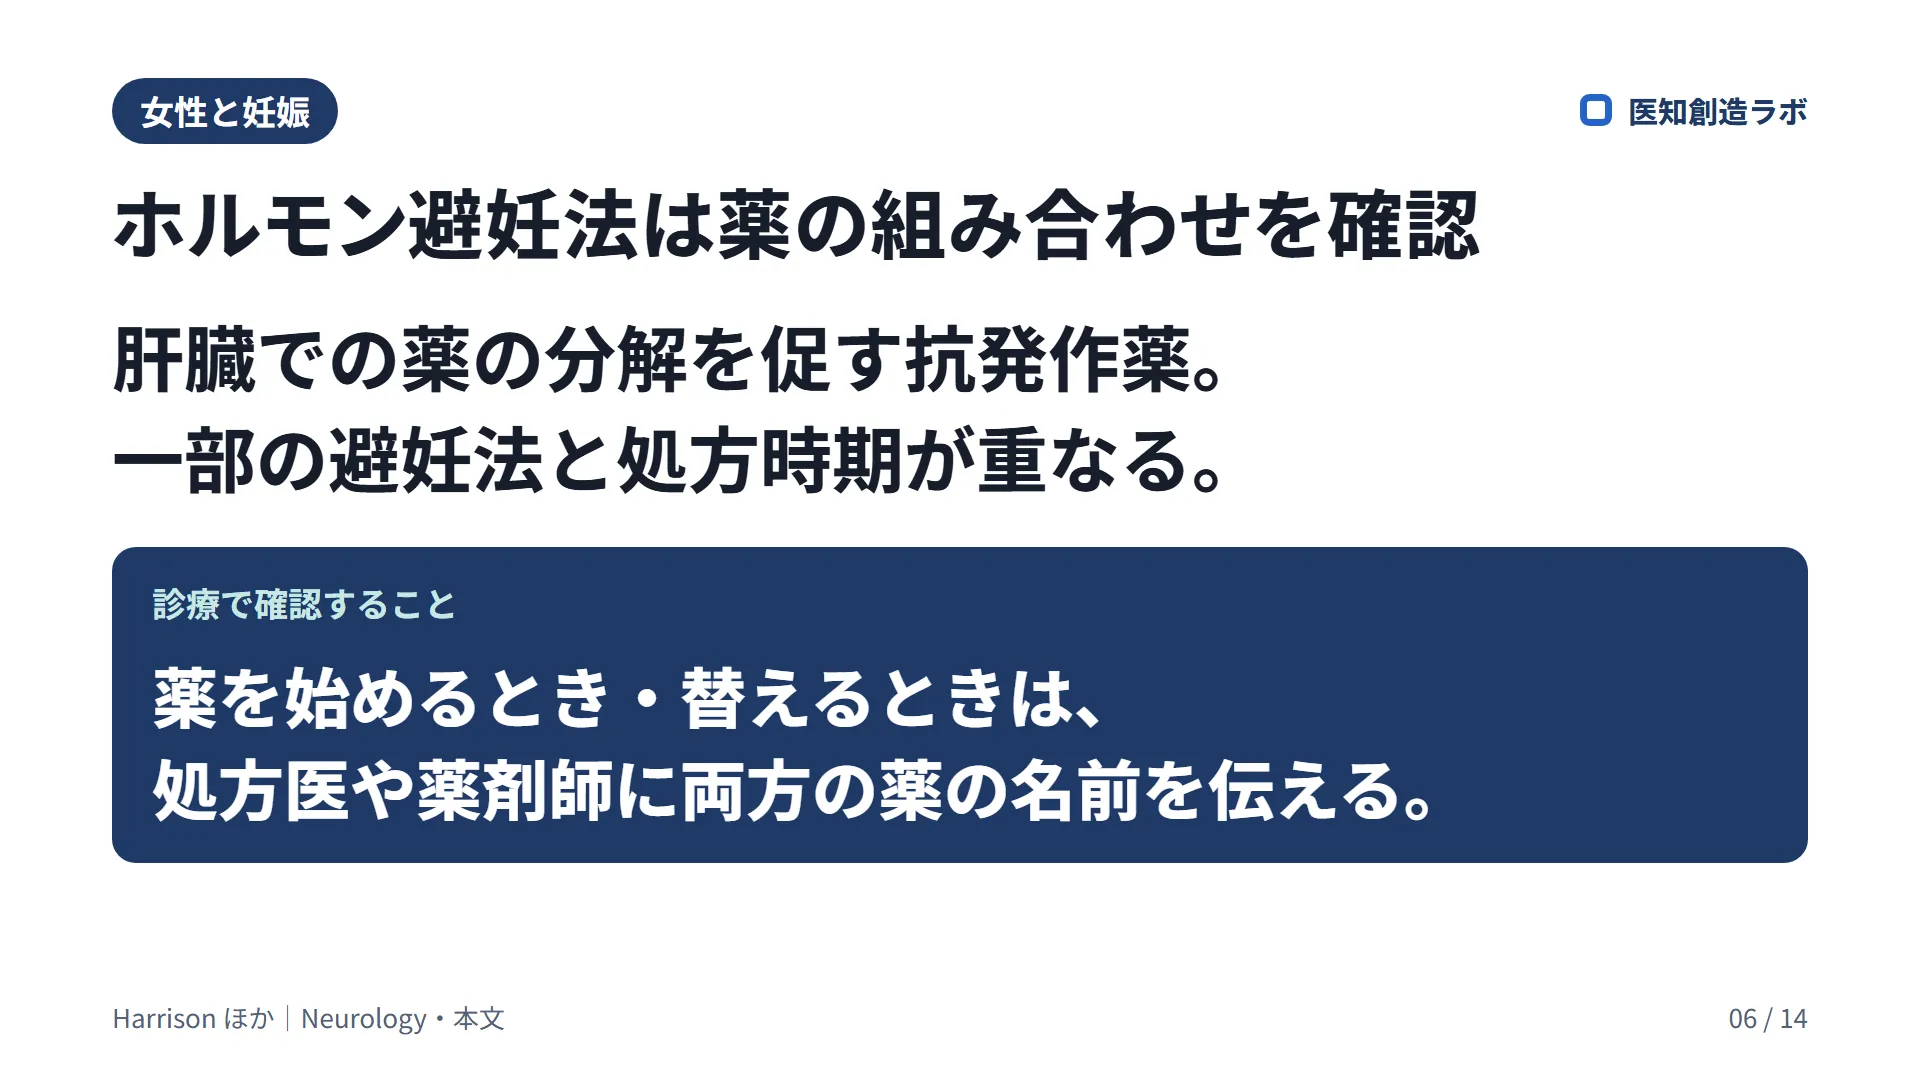 女性と妊娠
医知創造ラボ
ホルモン避妊法は薬の組み合わせを確認
肝臓での薬の分解を促す抗発作薬。
一部の避妊法と処方時期が重なる。
診療で確認すること
薬を始めるとき・替えるときは、
処方医や薬剤師に両方の薬の名前を伝える。
Harrison ほか｜Neurology・本文
06 / 14